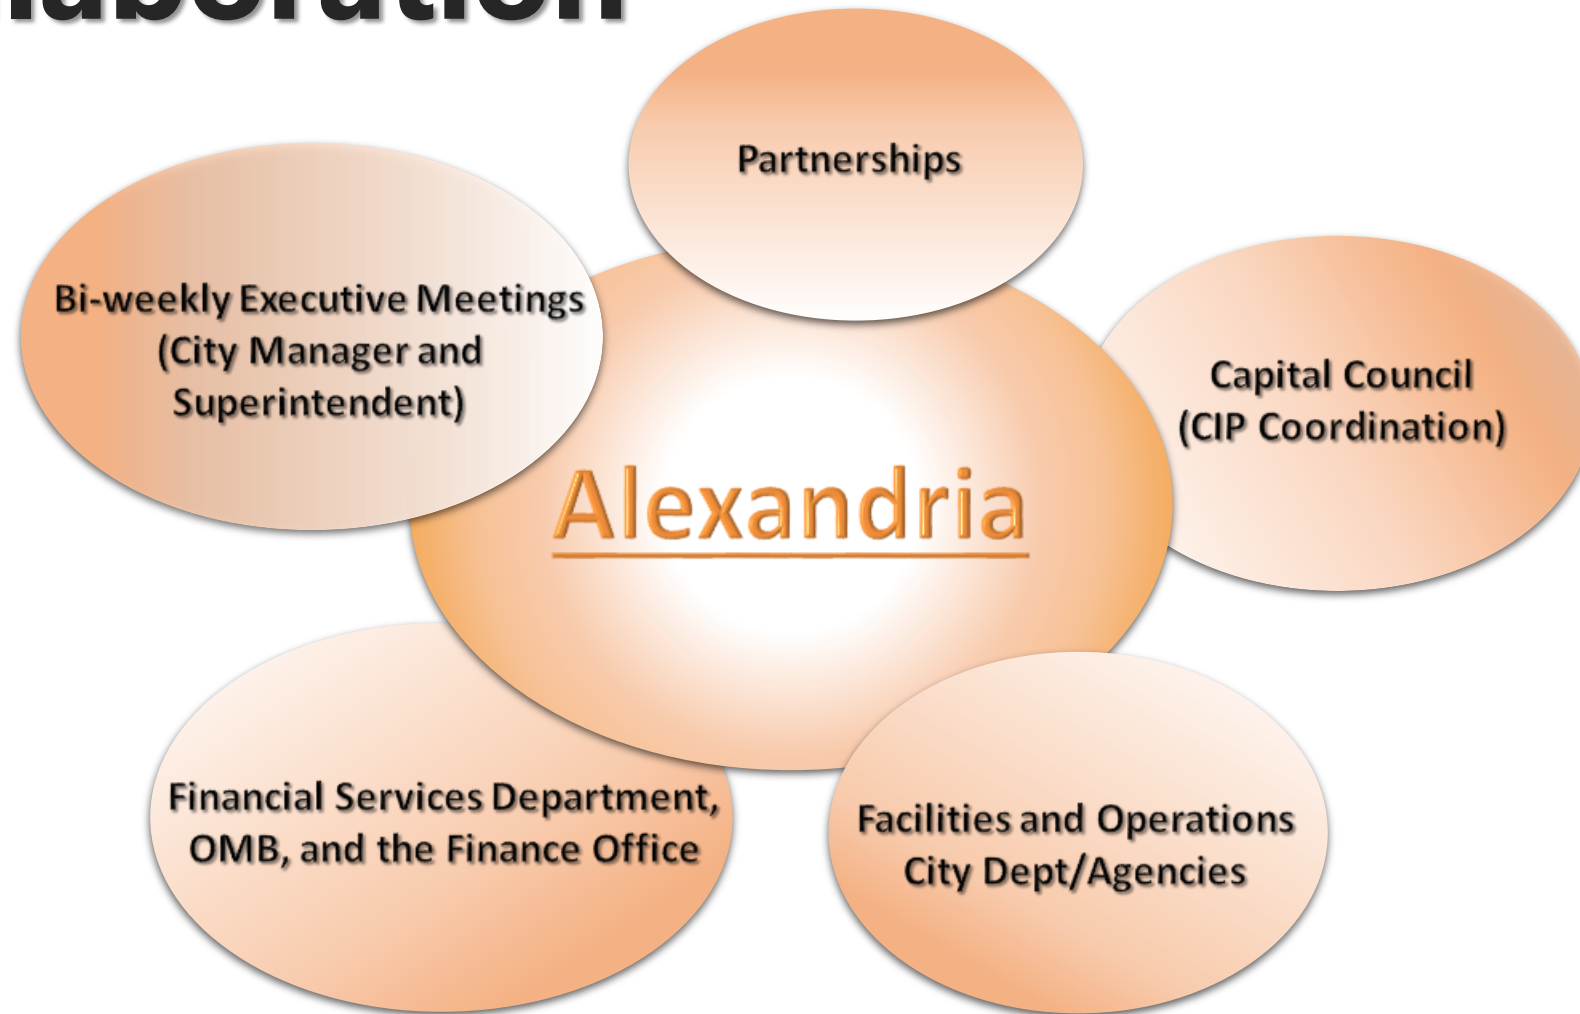 laboration
Partnerships
Bi-weekly Executive Meetings
(City Manager and
Superintendent)
Capital Council
(CIP Coordination)
Alexandria
Financial Services Department,
OMB, and the Finance Office
Facilities and Operations
City Dept/Agencies